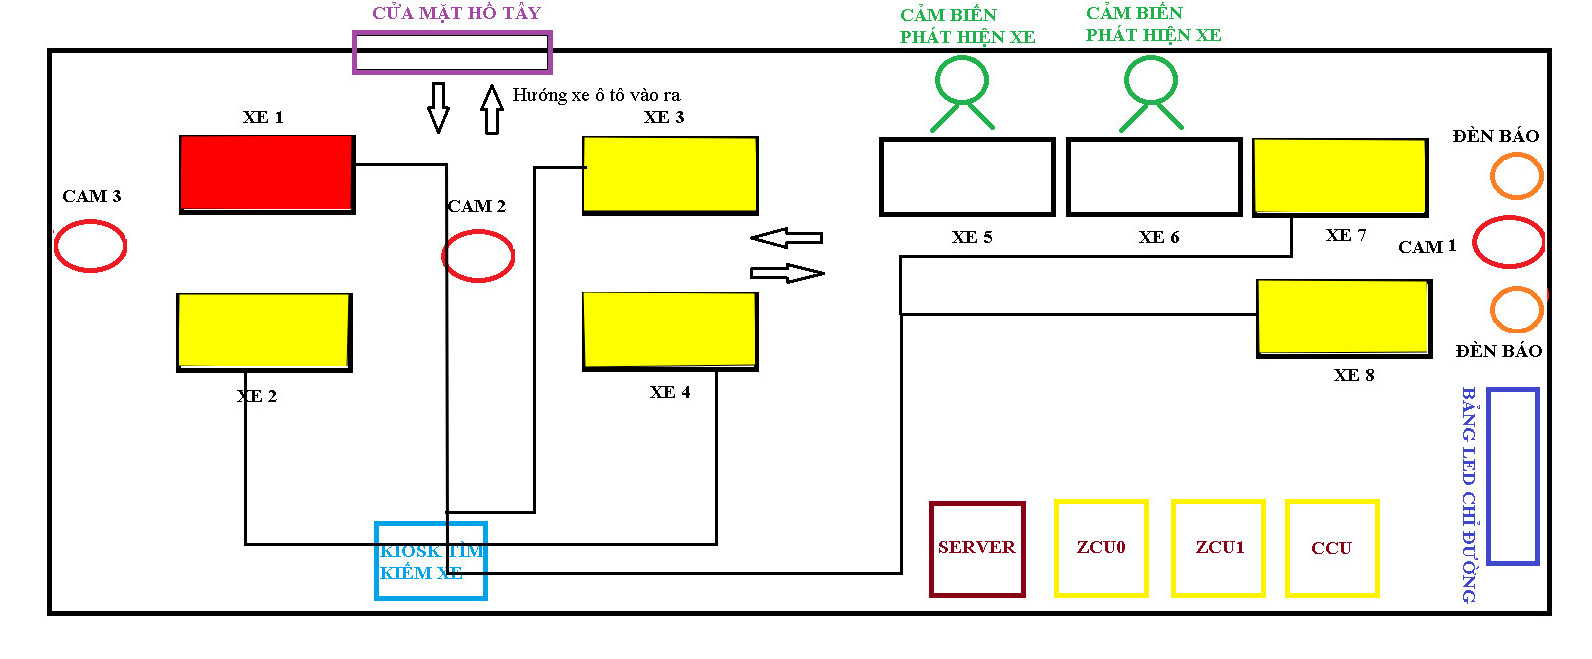 CỬA MẶT HỒ TÂY
CẢM BIẾN
PHÁT HIỆN XE
CẢM BIẾN
PHÁT HIỆN XE
Hướng xe ô tô vào ra
XE 1
XE 3
ĐÈN BÁO
CAM 3
CAM 2
XE 5
XE 6
XE 7
CAM 1
ĐÈN BÁO
XE 8
XE 2
XE 4
BẢNG LED CHỈ ĐƯỜNG
KIOSK TÌM
KIẾM XE
SERVER
ZCU0
ZCU1
CCU